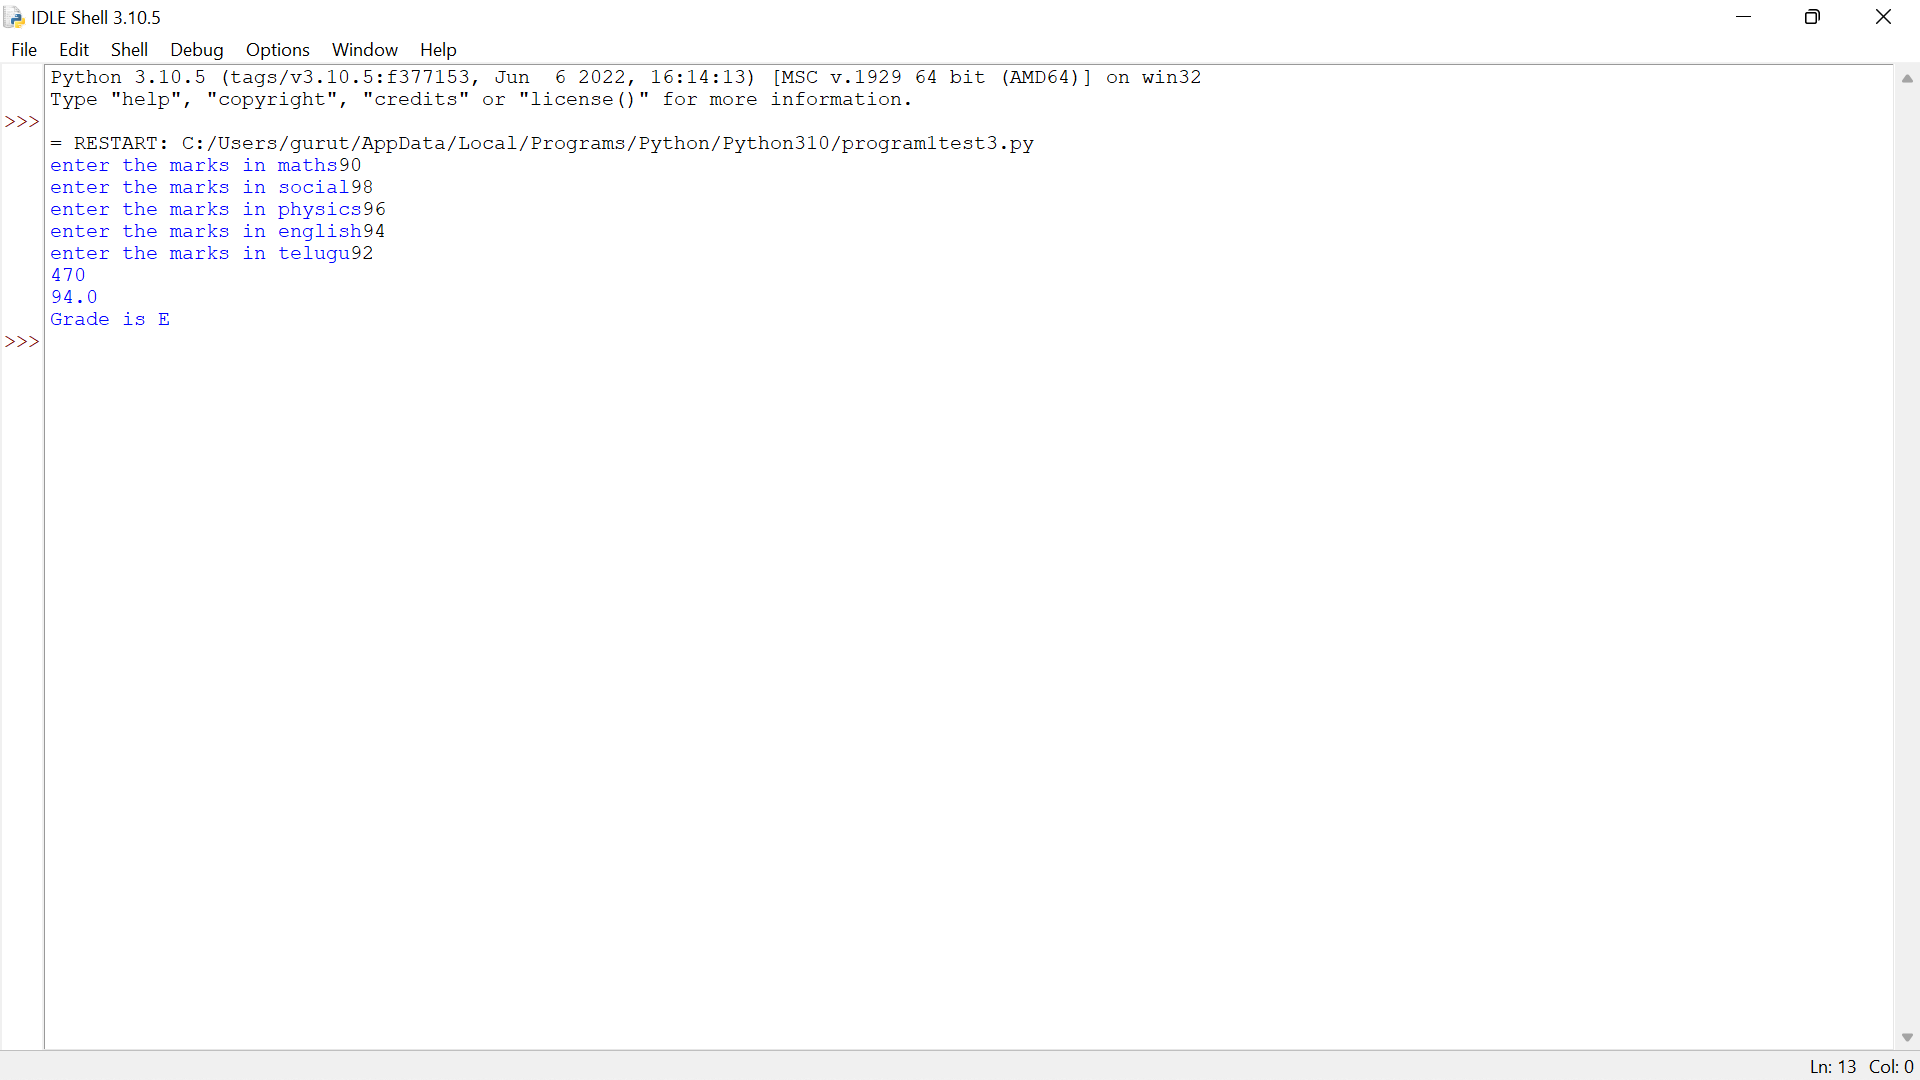 IDLE Shell 3.10.5
File Edit Shell Debug Options Window Help
Python 3.10.5 (tags/v3.10.5:f377153, Jun  6 2022, 16:14:13) [MSC v.1929 64 bit (AMD64)] on win32
Type "help", "copyright", "credits" or "license()" for more information.
>>>
= RESTART: C:/Users/gurut/AppData/Local/Programs/Python/Python310/program1test3.py
enter the marks in maths90
enter the marks in social98
enter the marks in physics96
enter the marks in english94
enter the marks in telugu92
470
94.0
Grade is E
>>>
Ln: 13 Col: 0